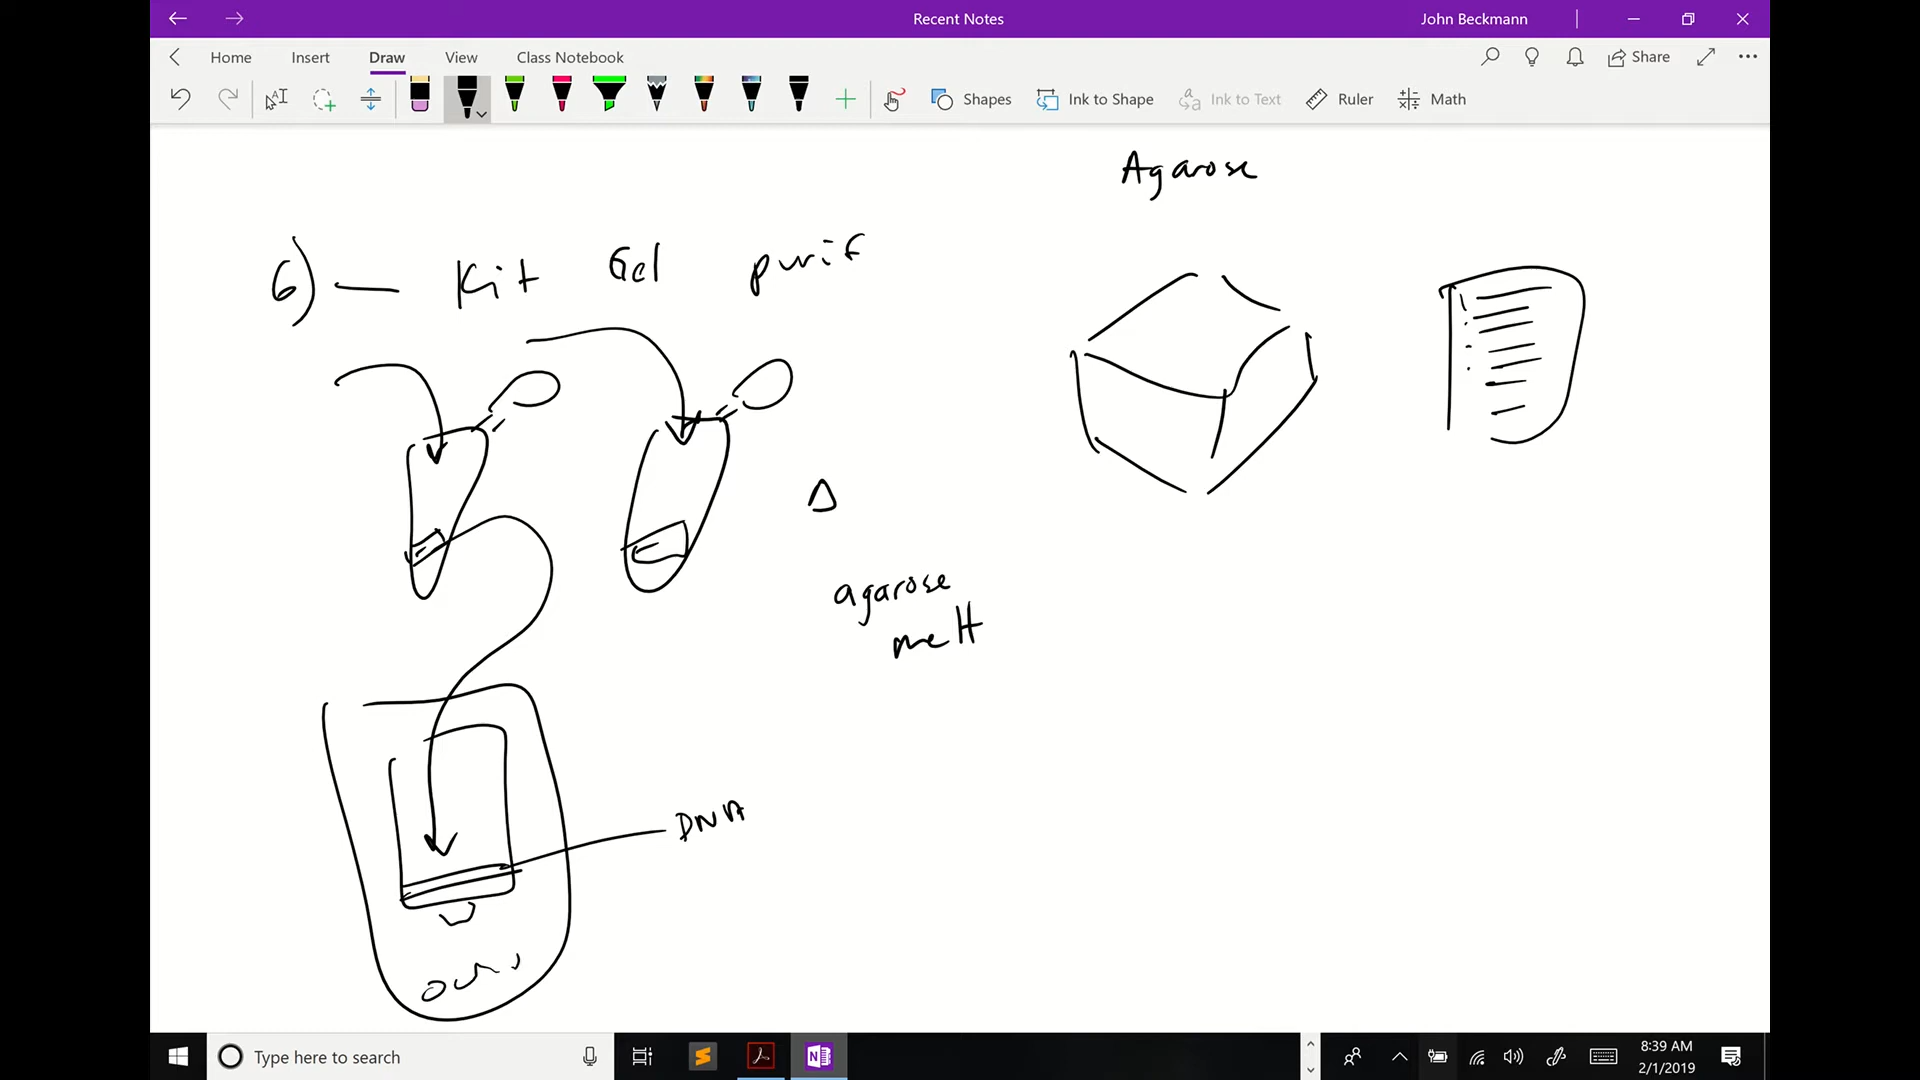 Recent Notes
John Beckmann
Home Insert Draw View Class Notebook
Share
Shapes Ink to Shape Ink to Text Ruler Math
Agarose
6) — Kit Gel purif
Δ
agarose
melt
DNA
Type here to search
8:39 AM
2/1/2019